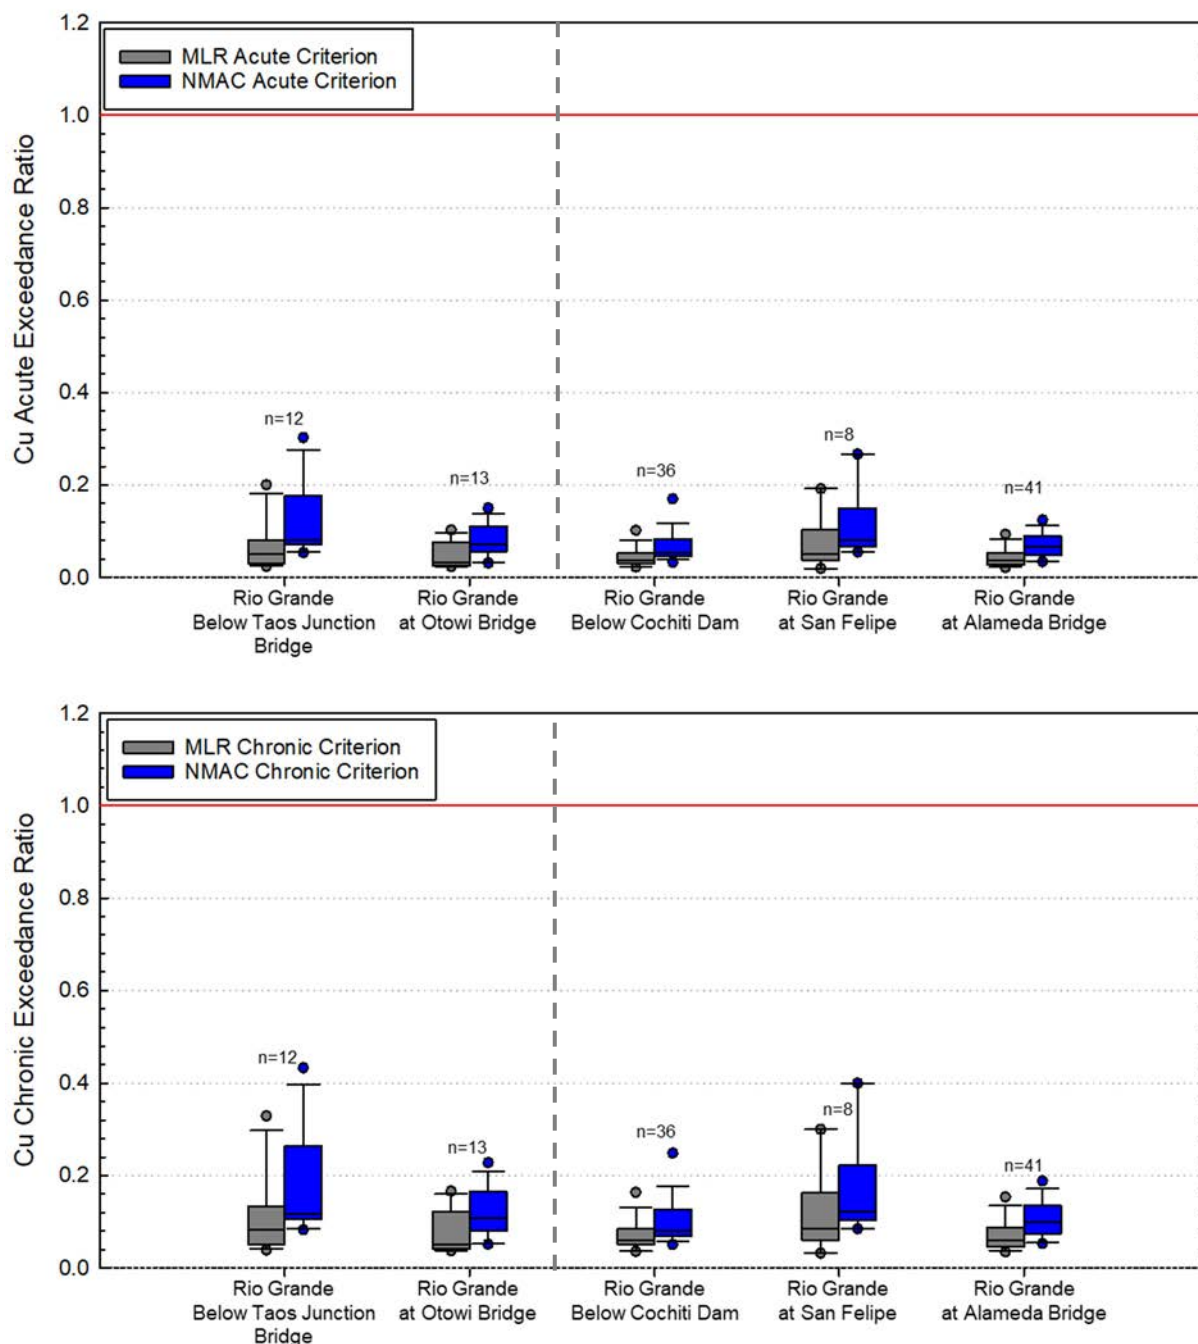 1.2
MLR Acute Criterion
NMAC Acute Criterion
1.0
0.8
0.6
0.4
0.2
0.0
Cu Acute Exceedance Ratio
n=12
n=13
n=36
n=8
n=41
Rio Grande
Below Taos Junction
Bridge
Rio Grande
at Otowi Bridge
Rio Grande
Below Cochiti Dam
Rio Grande
at San Felipe
Rio Grande
at Alameda Bridge
1.2
MLR Chronic Criterion
NMAC Chronic Criterion
1.0
0.8
0.6
0.4
0.2
0.0
Cu Chronic Exceedance Ratio
n=12
n=13
n=36
n=8
n=41
Rio Grande
Below Taos Junction
Bridge
Rio Grande
at Otowi Bridge
Rio Grande
Below Cochiti Dam
Rio Grande
at San Felipe
Rio Grande
at Alameda Bridge